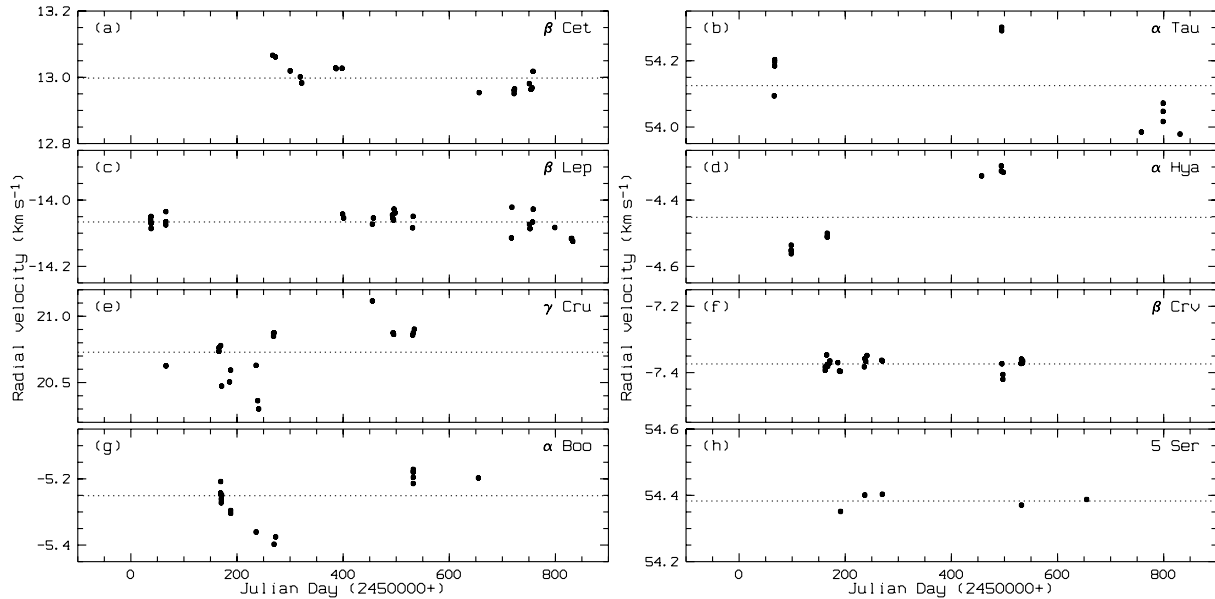 13.2
13.0
12.8
(a)
β Cet
-14.0
-14.2
(c)
β Lep
21.0
20.5
(e)
γ Cru
-5.2
-5.4
(g)
α Boo
Radial velocity (km s⁻¹)
0 200 400 600 800
Julian Day (2450000+)
54.2
54.0
(b)
α Tau
-4.4
-4.6
(d)
α Hya
-7.2
-7.4
(f)
β Crv
54.6
54.4
54.2
(h)
5 Ser
Radial velocity (km s⁻¹)
0 200 400 600 800
Julian Day (2450000+)